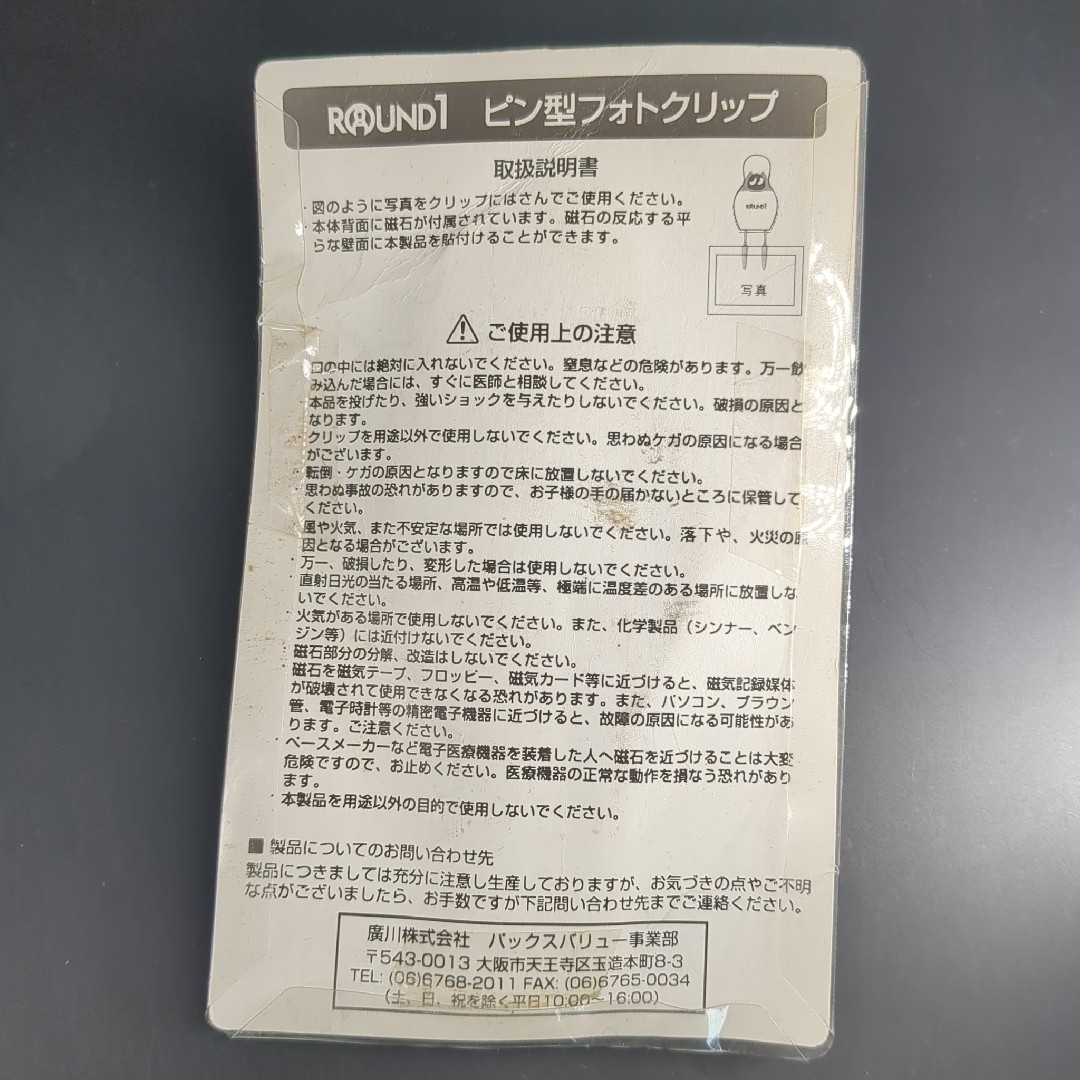 ROUND1 ピン型フォトクリップ
取扱説明書
・図のように写真をクリップにはさんでご使用ください。
・本体背面に磁石が付属されています。磁石の反応する平
らな壁面に本製品を貼付けることができます。
ROUND1
写真
ご使用上の注意
口の中には絶対に入れないでください。窒息などの危険があります。万一飲
み込んだ場合には、すぐに医師と相談してください。
・本品を投げたり、強いショックを与えたりしないでください。破損の原因と
なります。
・クリップを用途以外で使用しないでください。思わぬケガの原因になる場合
がございます。
・転倒・ケガの原因となりますので床に放置しないでください。
・思わぬ事故の恐れがありますので、お子様の手の届かないところに保管して
ください。
・風や火気、また不安定な場所では使用しないでください。落下や、火災の原
因となる場合がございます。
・万一、破損したり、変形した場合は使用しないでください。
・直射日光の当たる場所、高温や低温等、極端に温度差のある場所に放置しな
いでください。
・火気がある場所で使用しないでください。また、化学製品（シンナー、ベン
ジン等）には近付けないでください。
・磁石部分の分解、改造はしないでください。
・磁石を磁気テープ、フロッピー、磁気カード等に近づけると、磁気記録媒体
が破壊されて使用できなくなる恐れがあります。また、パソコン、ブラウン
管、電子時計等の精密電子機器に近づけると、故障の原因になる可能性があ
ります。ご注意ください。
・ペースメーカーなど電子医療機器を装着した人へ磁石を近づけることは大変
危険ですので、お止めください。医療機器の正常な動作を損なう恐れがあり
ます。
・本製品を用途以外の目的で使用しないでください。
■ 製品についてのお問い合わせ先
製品につきましては充分に注意し生産しておりますが、お気づきの点やご不明
な点がございましたら、お手数ですが下記問い合わせ先までご連絡ください。
廣川株式会社 パックスバリュー事業部
〒543-0013 大阪市天王寺区玉造本町8-3
TEL: (06)6768-2011 FAX: (06)6765-0034
（土、日、祝を除く平日10:00～16:00）